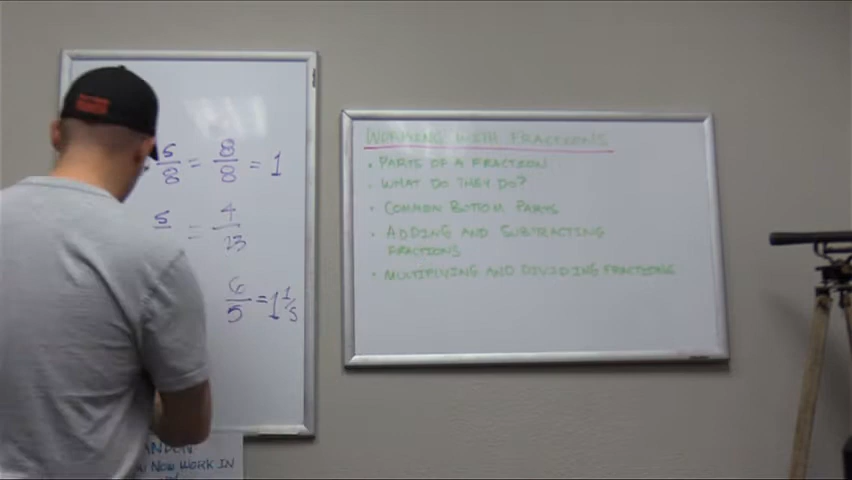 5/8 = 8/8 = 1
5 = 4/23
6/5 = 1 1/5
WORKING WITH FRACTIONS
• PARTS OF A FRACTION
• WHAT DO THEY DO?
• COMMON BOTTOM PARTS
• ADDING AND SUBTRACTING
FRACTIONS
• MULTIPLYING AND DIVIDING FRACTIONS
NOW WORK IN